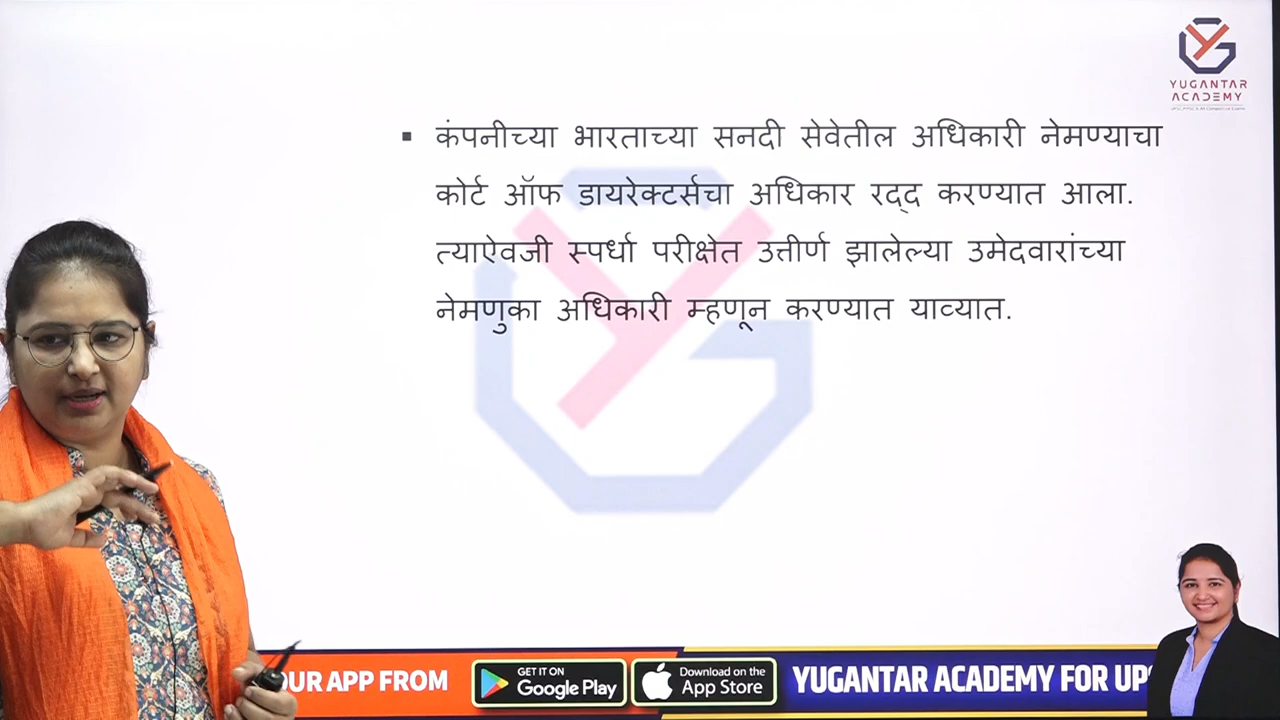 YUGANTAR
ACADEMY
▪ कंपनीच्या भारताच्या सनदी सेवेतील अधिकारी नेमण्याचा
कोर्ट ऑफ डायरेक्टर्सचा अधिकार रद्द करण्यात आला.
त्याऐवजी स्पर्धा परीक्षेत उत्तीर्ण झालेल्या उमेदवारांच्या
नेमणुका अधिकारी म्हणून करण्यात याव्यात.
OUR APP FROM
GET IT ON
Google Play
Download on the
App Store
YUGANTAR ACADEMY FOR UPS